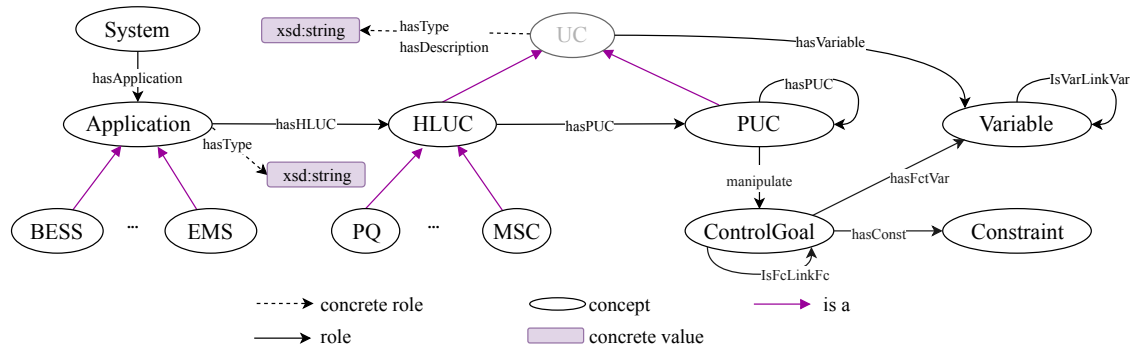 System
xsd:string
hasType
hasDescription
UC
hasVariable
hasApplication
IsVarLinkVar
hasPUC
Application
hasHLUC
HLUC
hasPUC
PUC
Variable
hasType
xsd:string
manipulate
hasFctVar
BESS
...
EMS
PQ
...
MSC
ControlGoal
hasConst
Constraint
IsFcLinkFc
concrete role
concept
is a
role
concrete value